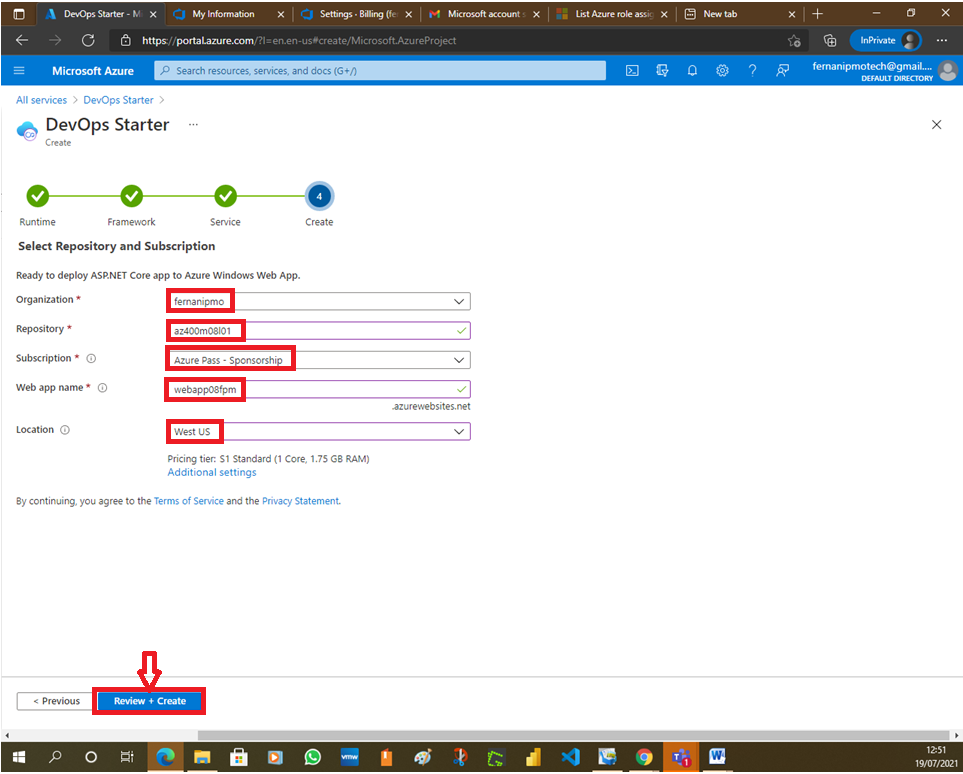 DevOps Starter - Mi
My Information
Settings - Billing (fe
Microsoft account s
List Azure role assig
New tab
https://portal.azure.com/?l=en.en-us#create/Microsoft.AzureProject
InPrivate
Microsoft Azure
Search resources, services, and docs (G+/)
fernanipmotech@gmail....
DEFAULT DIRECTORY
All services > DevOps Starter >
DevOps Starter ...
Create
4
Runtime Framework Service Create
Select Repository and Subscription
Ready to deploy ASP.NET Core app to Azure Windows Web App.
Organization * fernanipmo
Repository * az400m08l01
Subscription * Azure Pass - Sponsorship
Web app name * webapp08fpm
.azurewebsites.net
Location West US
Pricing tier: S1 Standard (1 Core, 1.75 GB RAM)
Additional settings
By continuing, you agree to the Terms of Service and the Privacy Statement.
< Previous Review + Create
vmw
12:51
19/07/2021